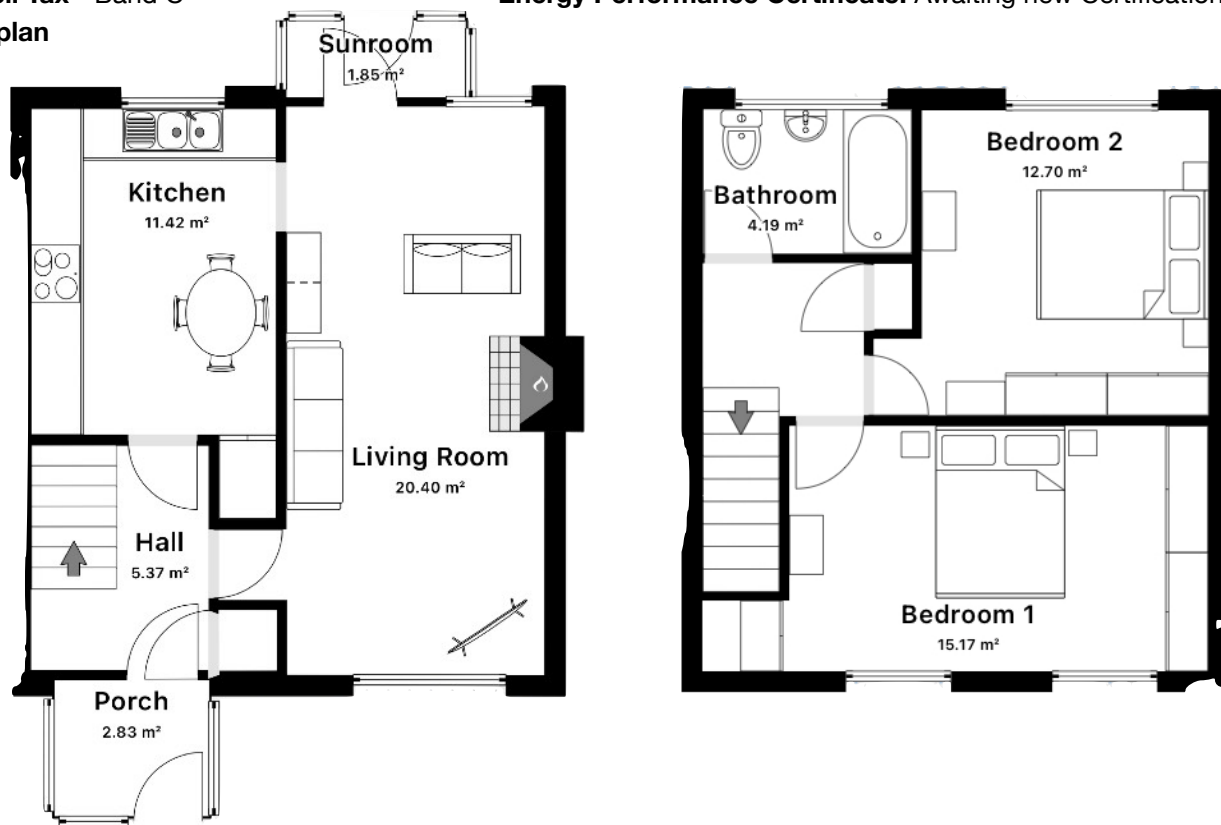 Band C
Energy Performance Certificate: Awaiting new Certification
plan
Sunroom
1.85 m²
Kitchen
11.42 m²
Living Room
20.40 m²
Hall
5.37 m²
Porch
2.83 m²
Bathroom
4.19 m²
Bedroom 2
12.70 m²
Bedroom 1
15.17 m²